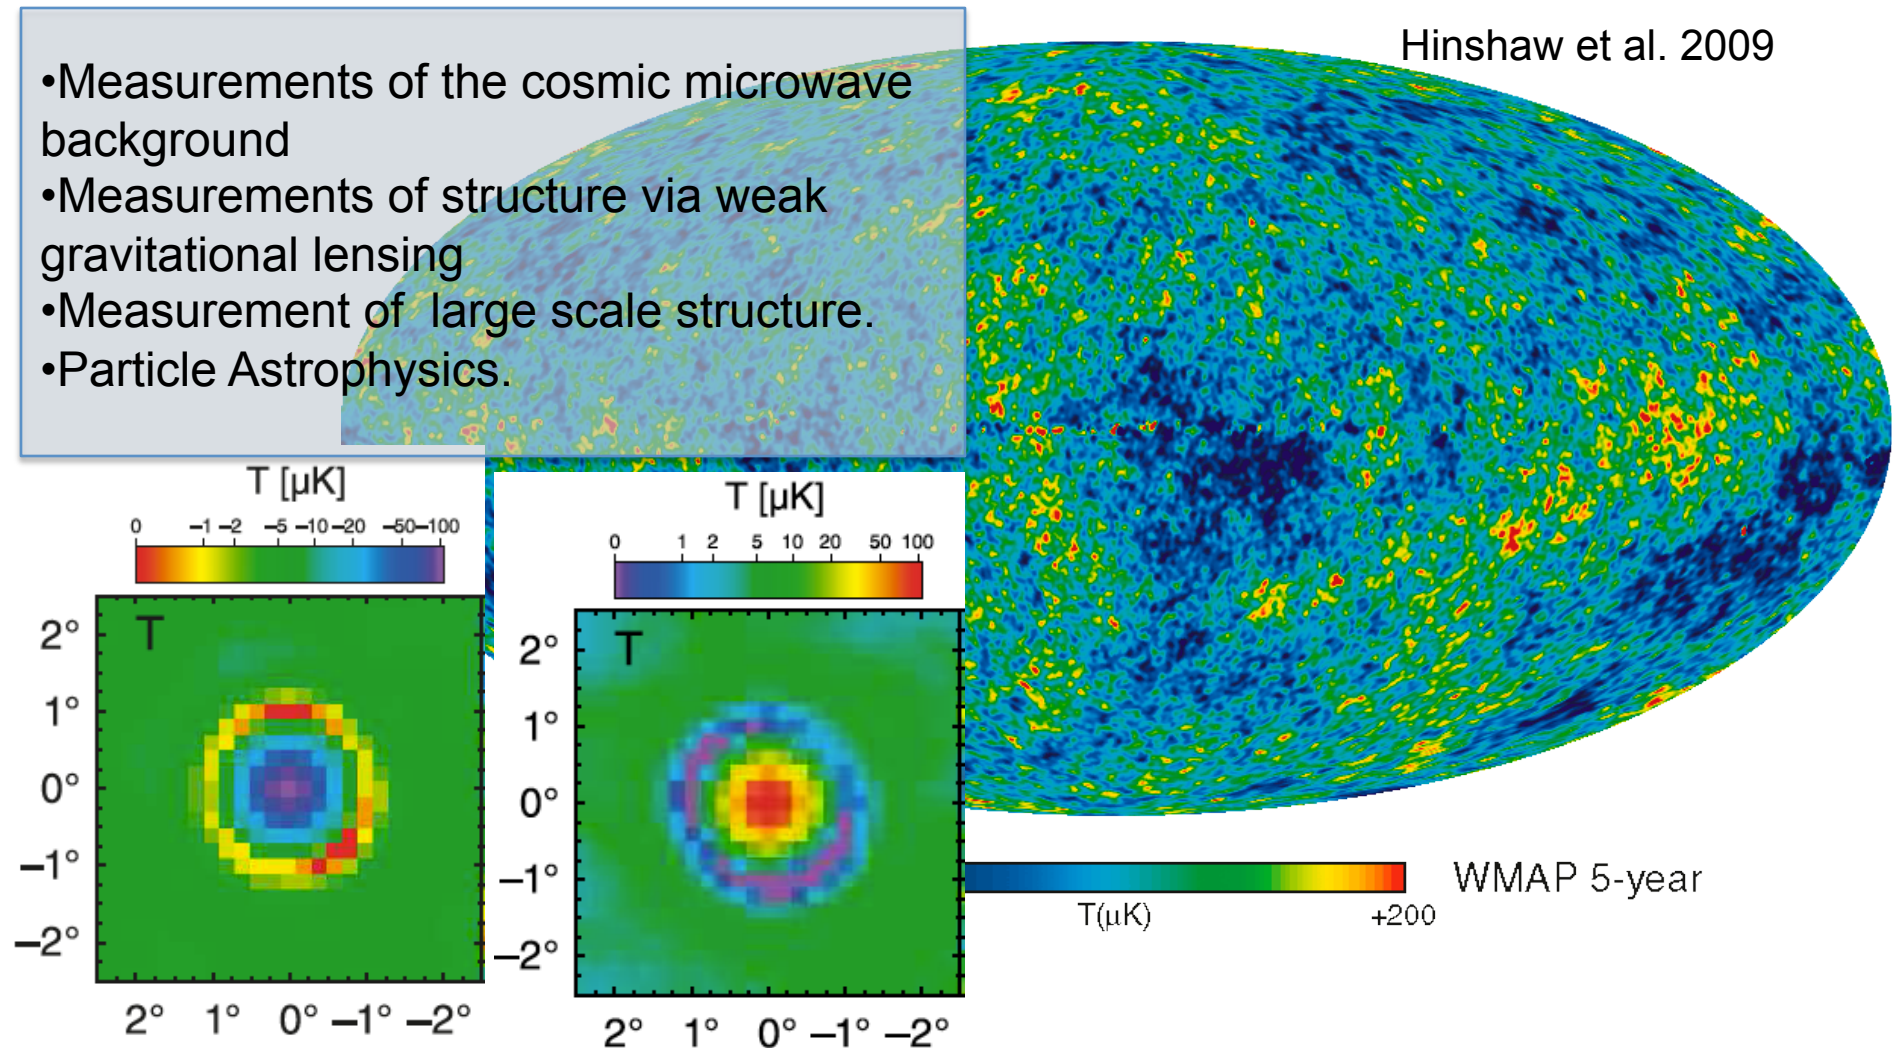 •Measurements of the cosmic microwave
background
•Measurements of structure via weak
gravitational lensing
•Measurement of  large scale structure.
•Particle Astrophysics.
Hinshaw et al. 2009
T [μK]
0 –1 –2 –5 –10 –20 –50 –100
T
2°
1°
0°
–1°
–2°
2° 1° 0° –1° –2°
T [μK]
0 1 2 5 10 20 50 100
T
2°
1°
0°
–1°
–2°
2° 1° 0° –1° –2°
WMAP 5-year
T(μK) +200